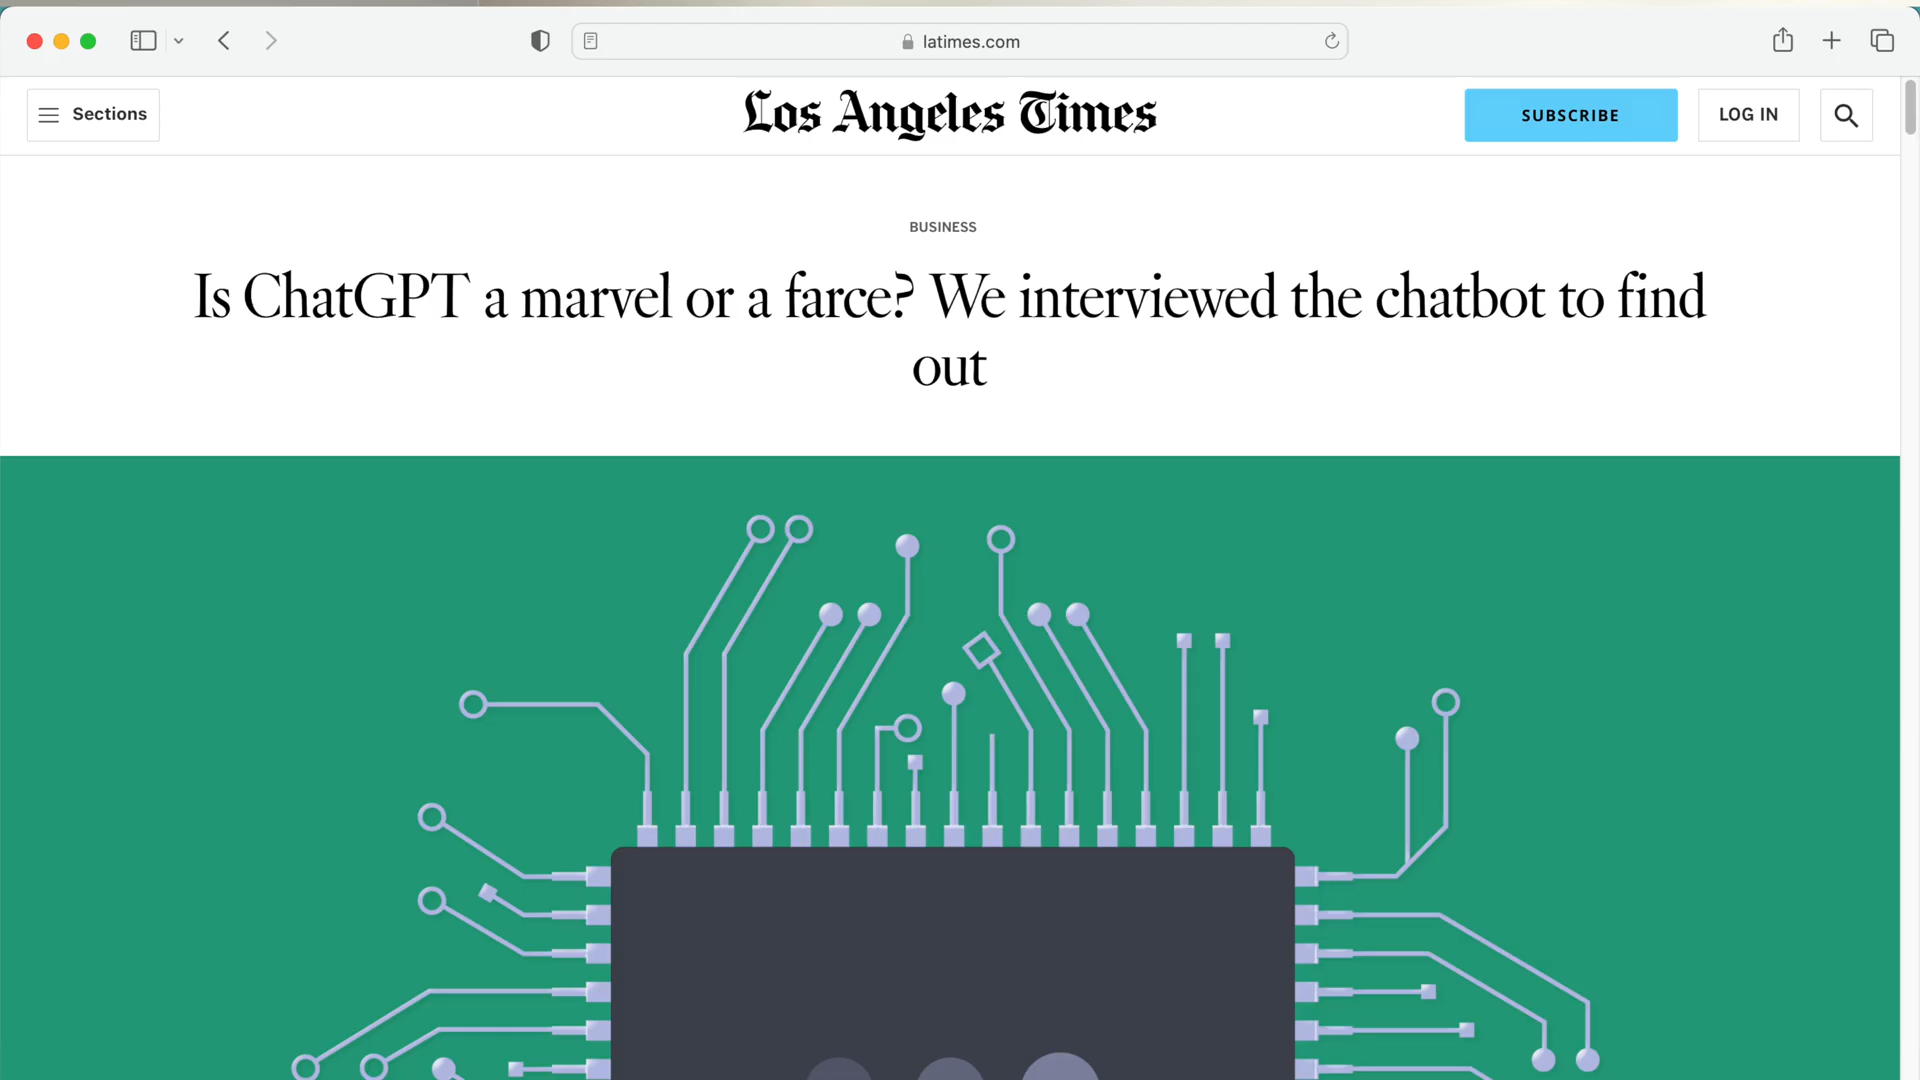 latimes.com
Sections
Los Angeles Times
SUBSCRIBE
LOG IN
BUSINESS
Is ChatGPT a marvel or a farce? We interviewed the chatbot to find
out